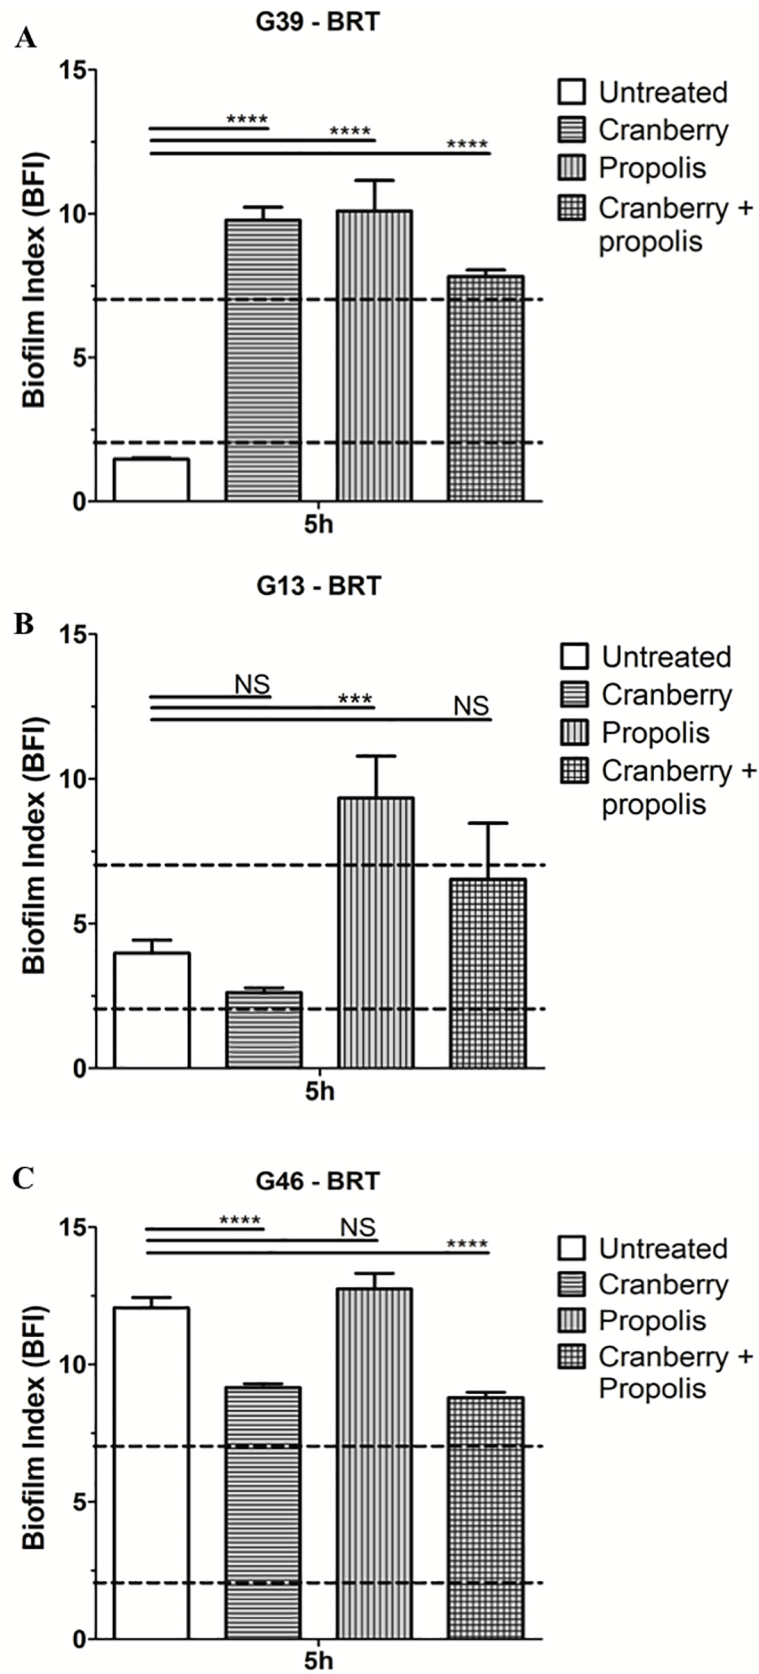 A
G39 - BRT
Biofilm Index (BFI)
15
10
5
0
****
****
****
5h
Untreated
Cranberry
Propolis
Cranberry +
propolis
B
G13 - BRT
Biofilm Index (BFI)
15
10
5
0
NS
***
NS
5h
Untreated
Cranberry
Propolis
Cranberry +
propolis
C
G46 - BRT
Biofilm Index (BFI)
15
10
5
0
****
NS
****
5h
Untreated
Cranberry
Propolis
Cranberry +
Propolis